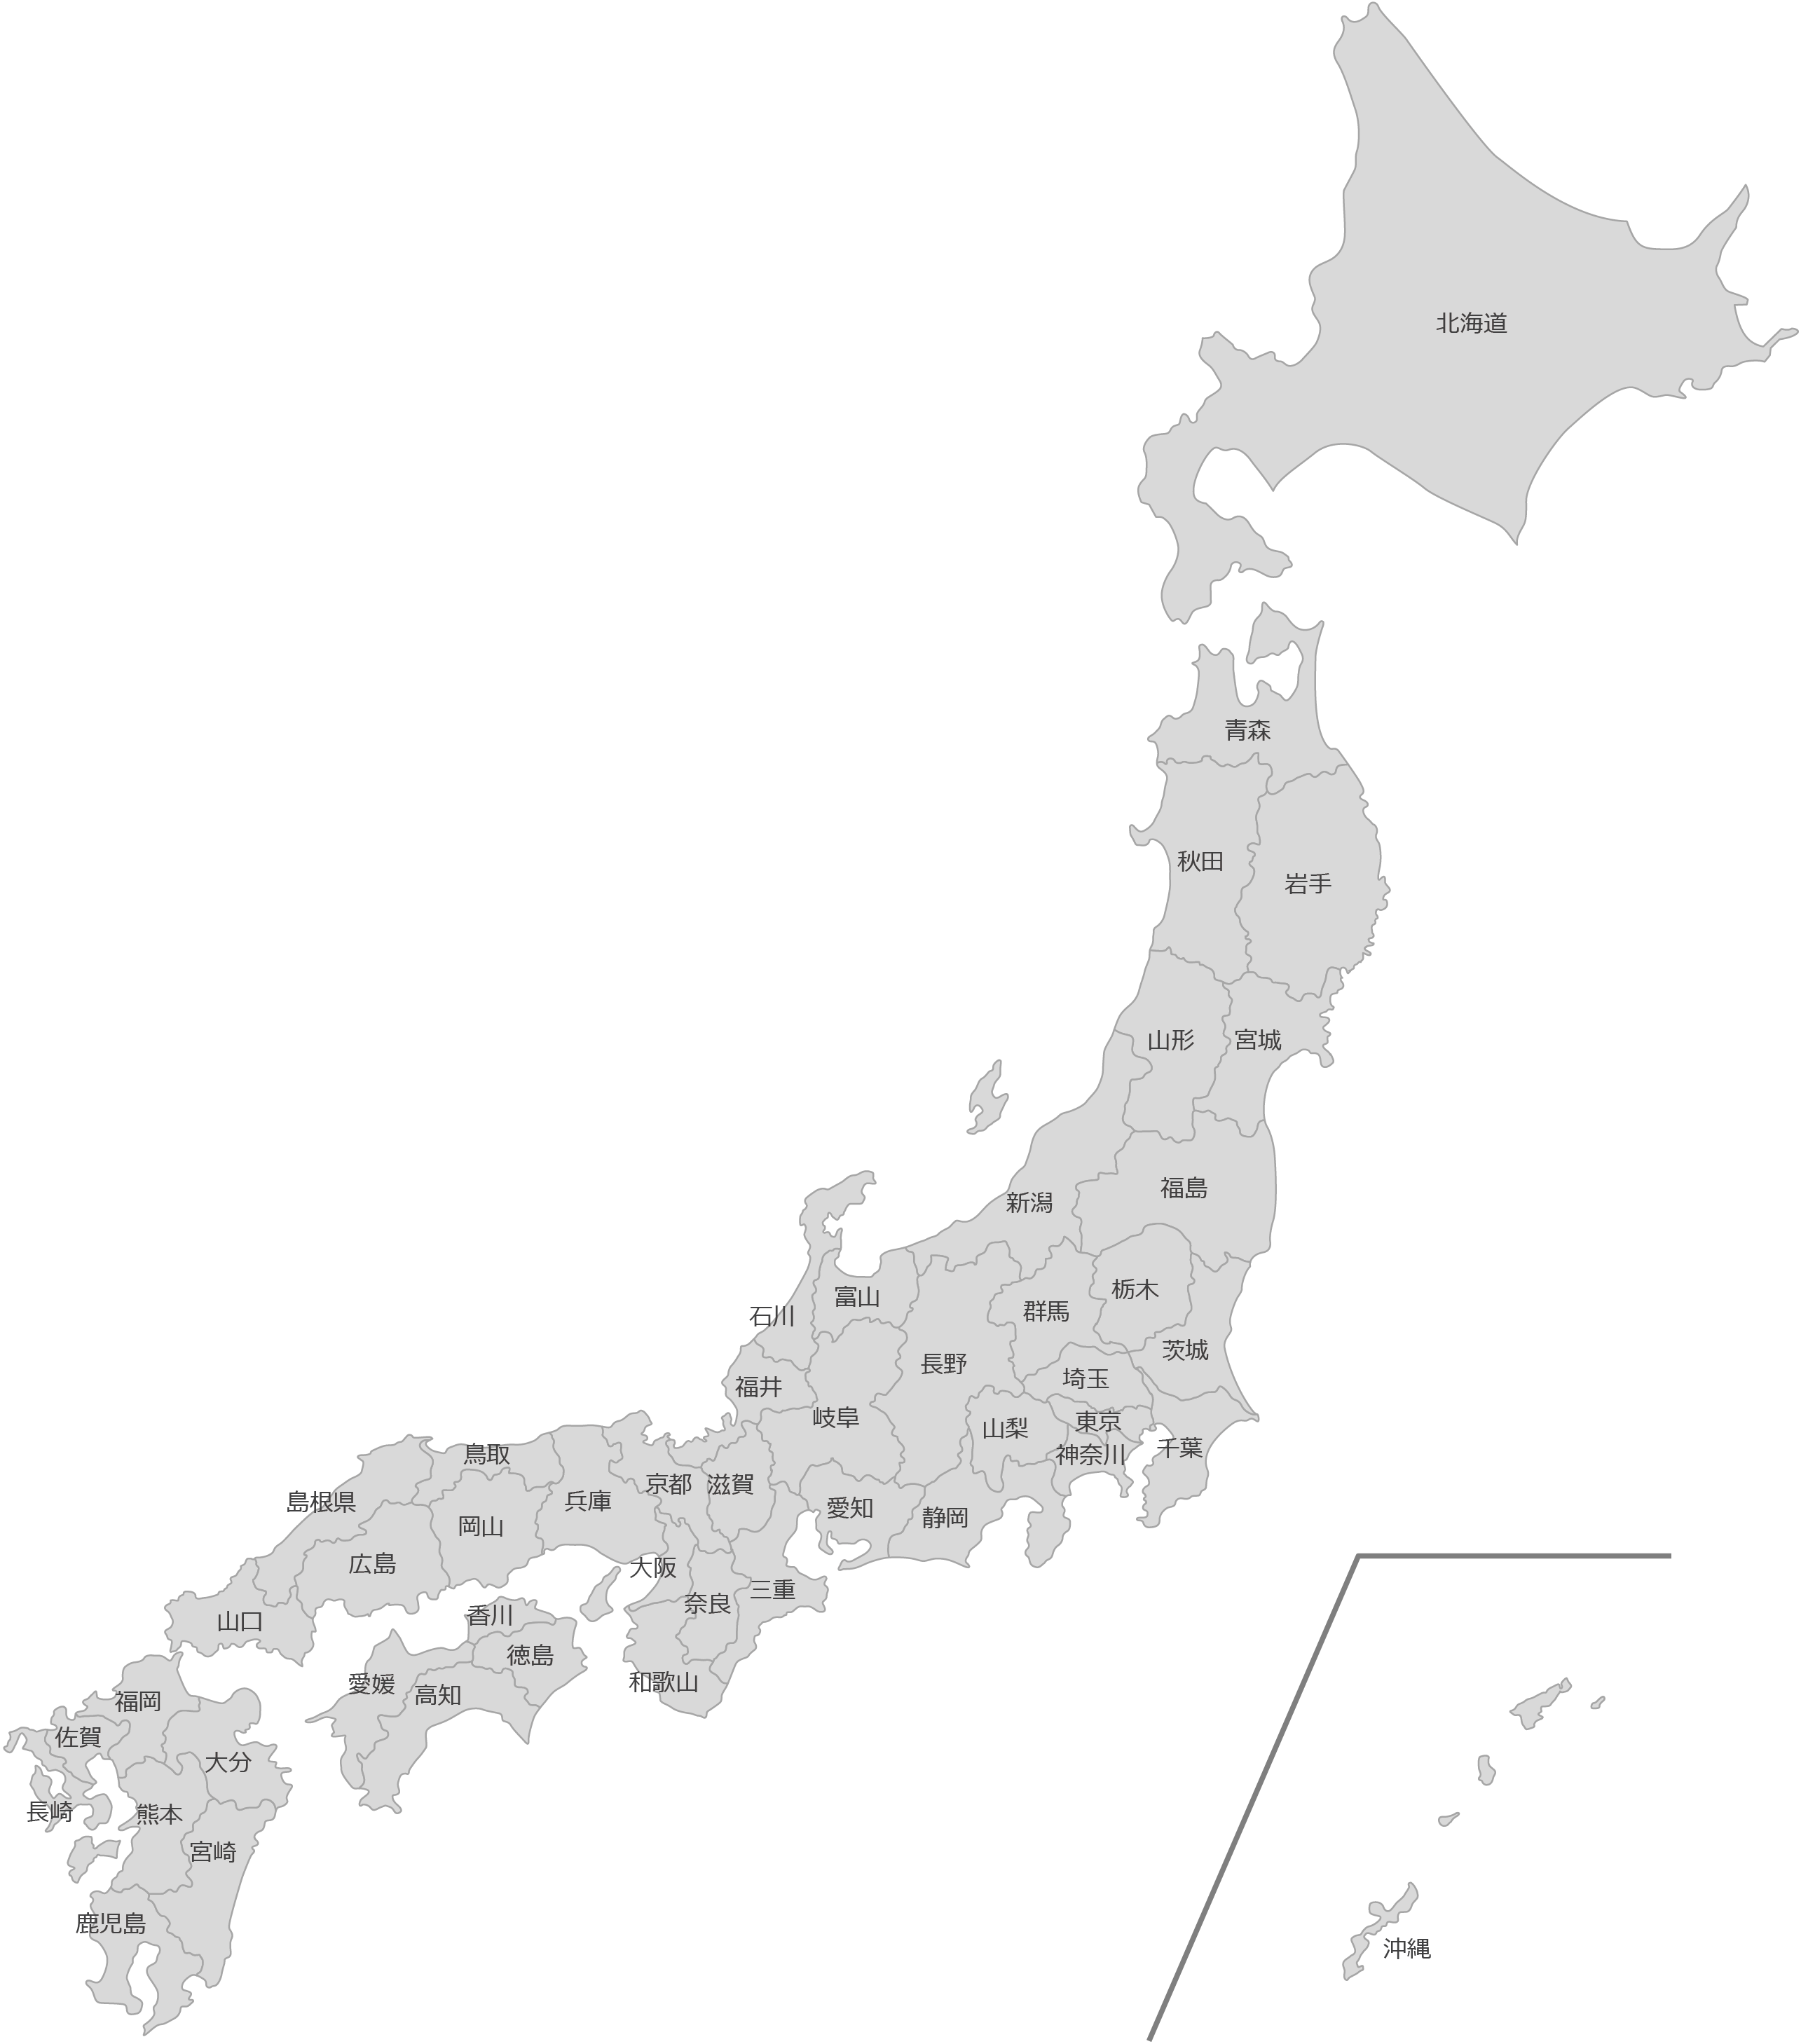 北海道
青森
秋田
岩手
山形
宮城
福島
新潟
栃木
富山
群馬
石川
茨城
長野
埼玉
福井
岐阜
東京
山梨
千葉
神奈川
鳥取
京都
滋賀
兵庫
島根県
愛知
静岡
岡山
広島
大阪
三重
奈良
香川
山口
徳島
和歌山
愛媛
高知
福岡
佐賀
大分
長崎
熊本
宮崎
鹿児島
沖縄